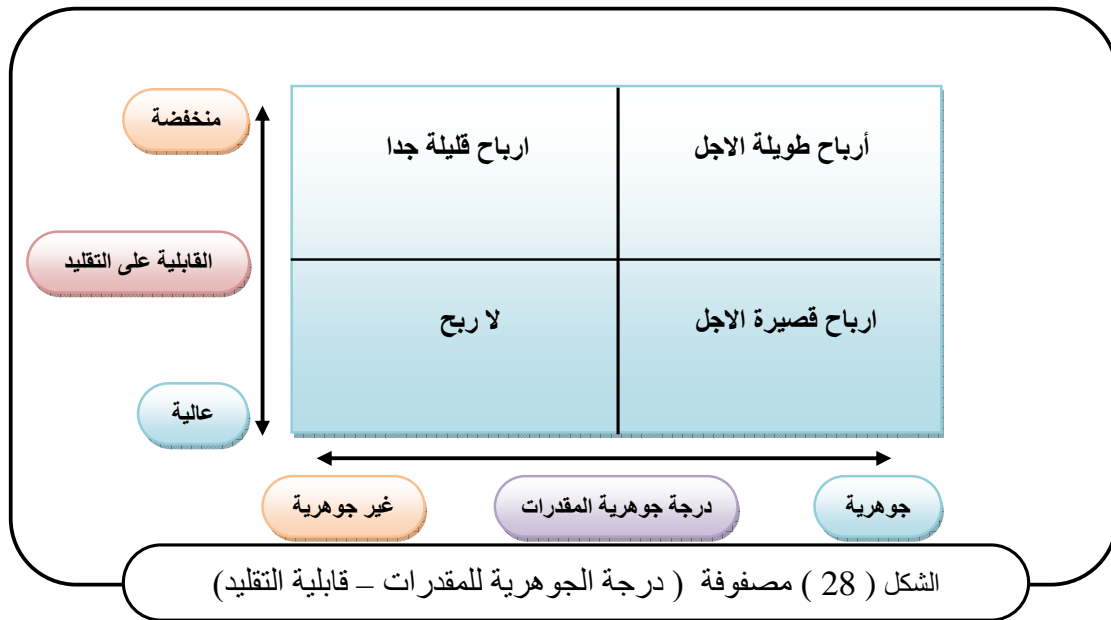 منخفضة
أرباح طويلة الاجل
ارباح قليلة جدا
القابلية على التقليد
ارباح قصيرة الاجل
لا ربح
عالية
جوهرية
درجة جوهرية المقدرات
غير جوهرية
الشكل ( 28 ) مصفوفة ( درجة الجوهرية للمقدرات – قابلية التقليد)